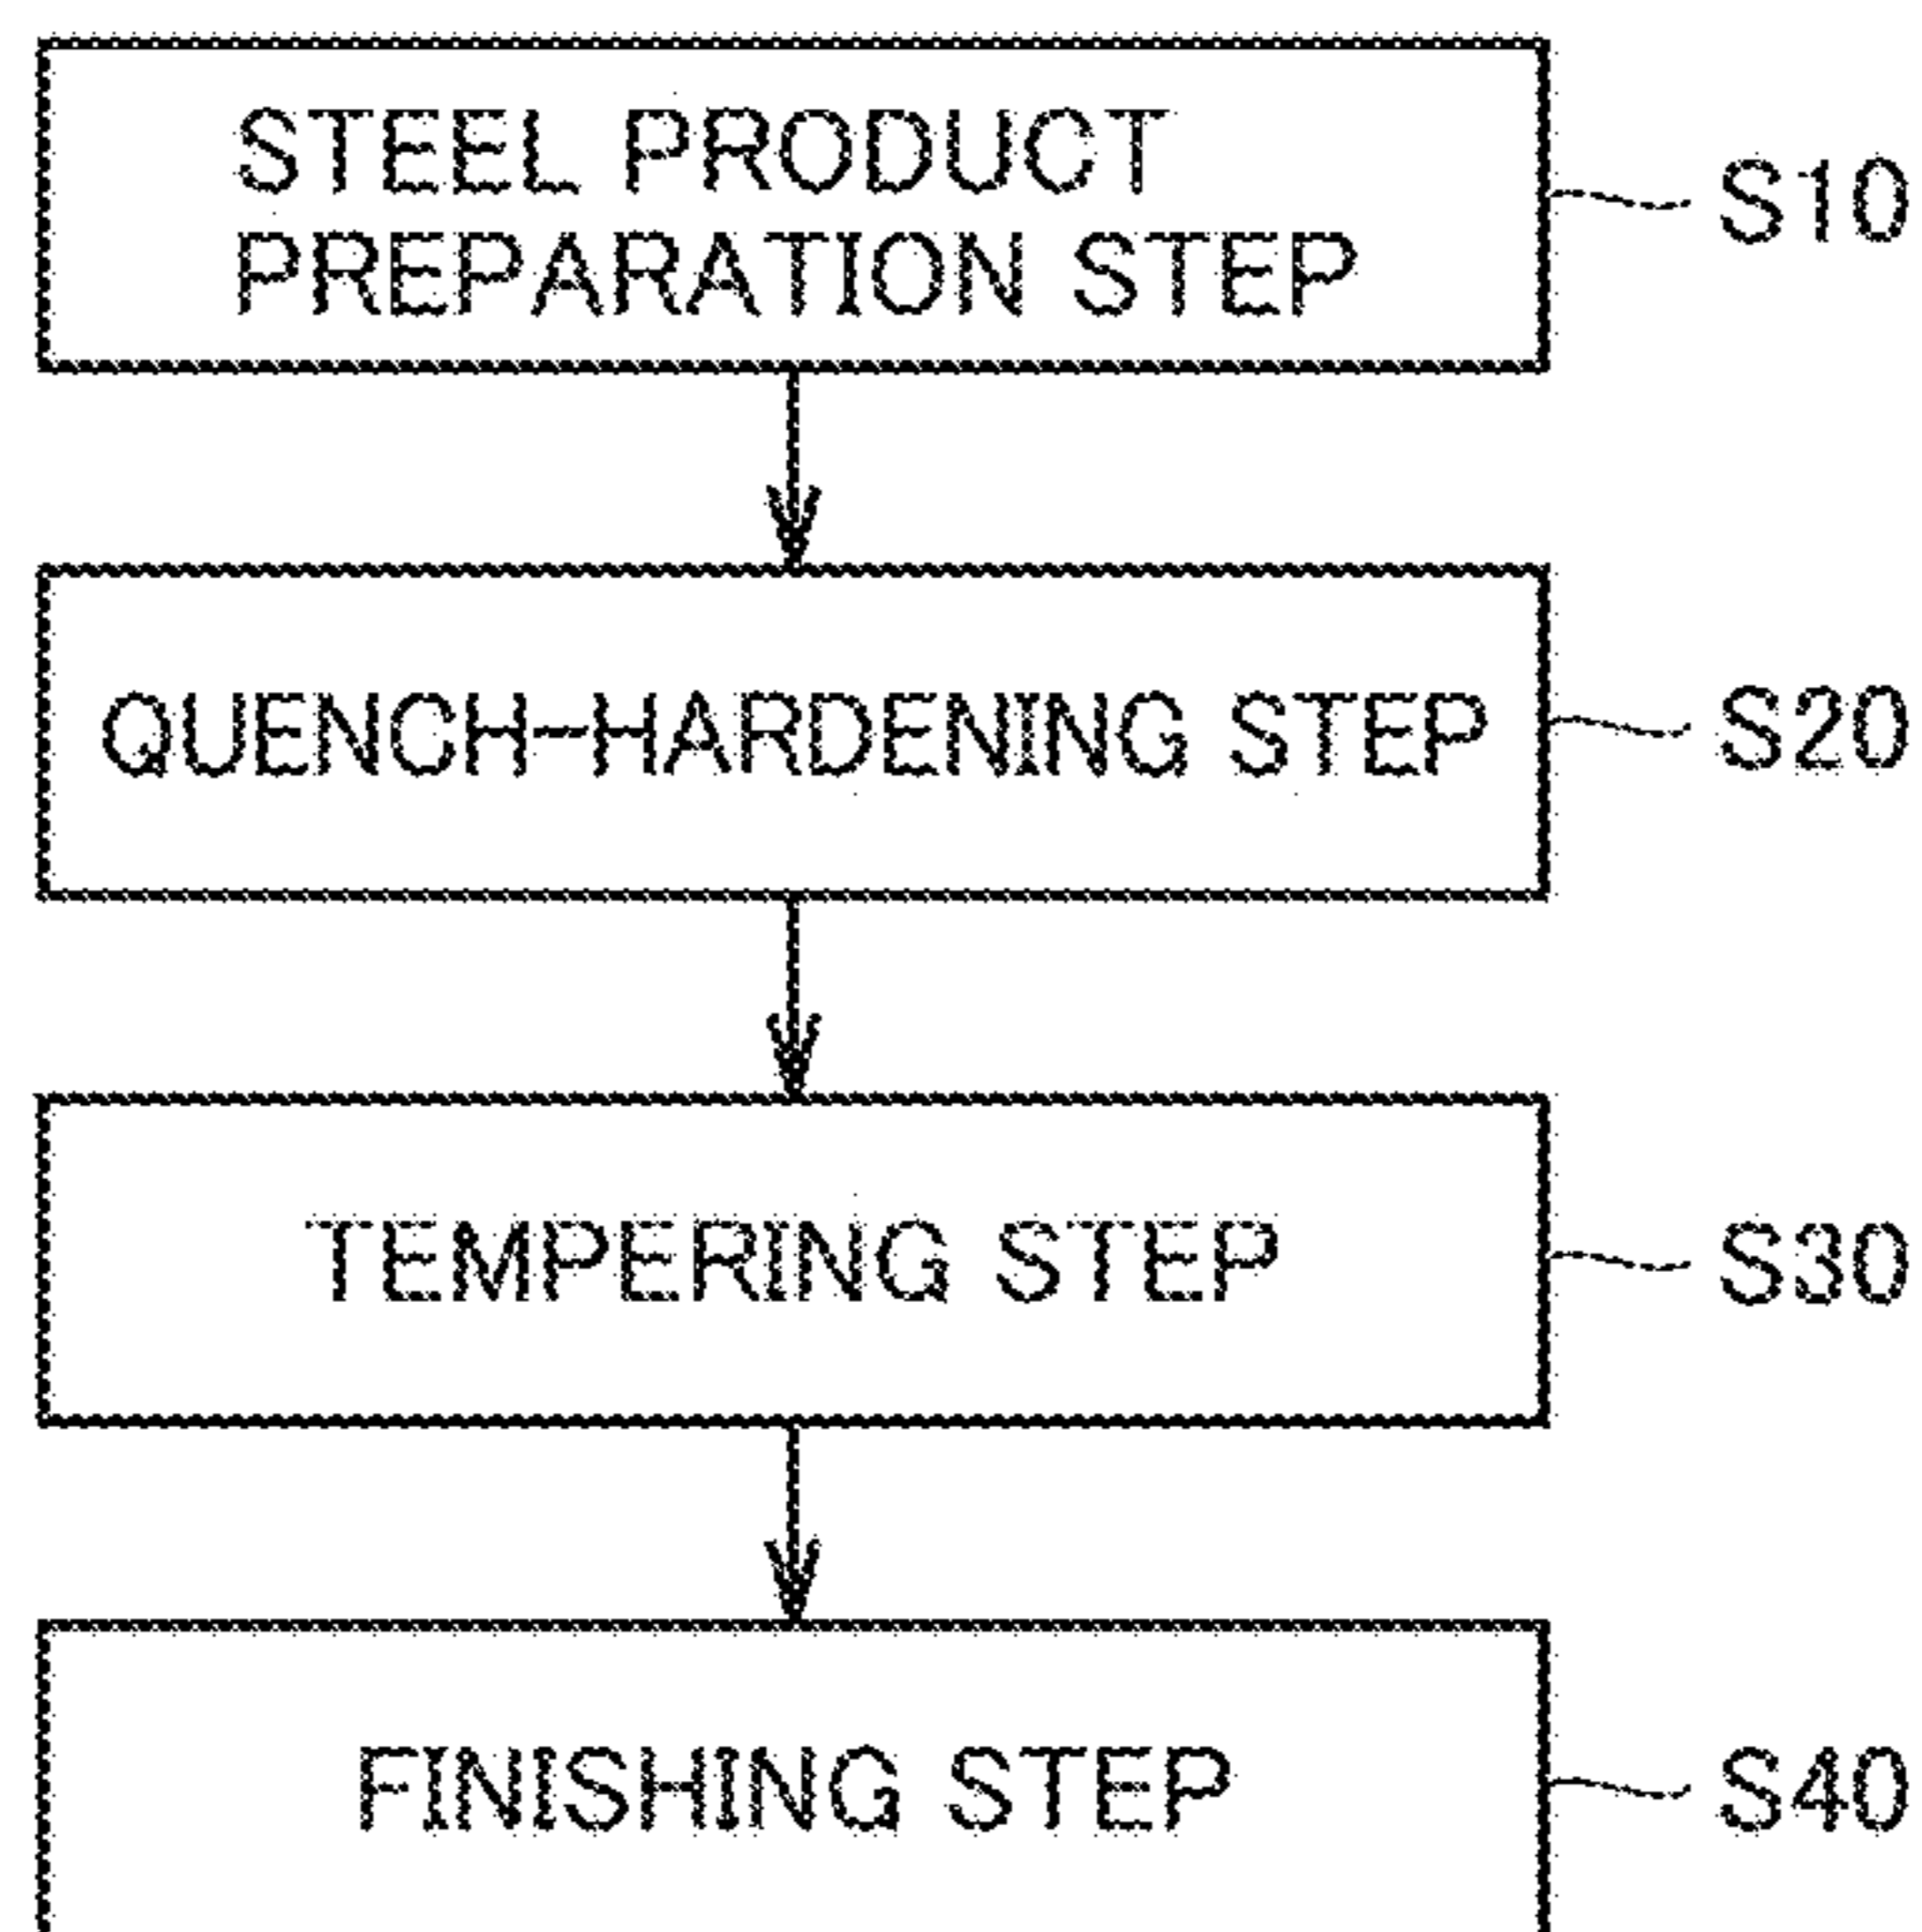 STEEL PRODUCT
PREPARATION STEP
S10
QUENCH-HARDENING STEP
S20
TEMPERING STEP
S30
FINISHING STEP
S40